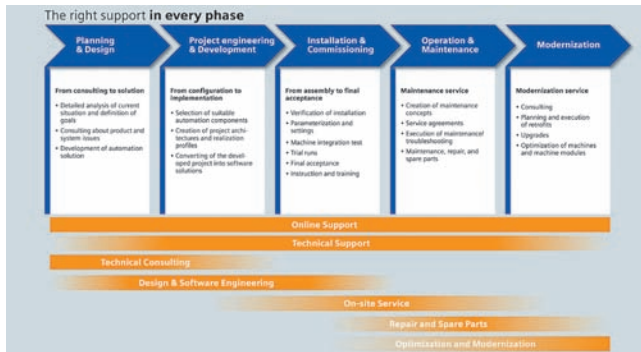 The right support in every phase
Planning
& Design
Project engineering
& Development
Installation &
Commissioning
Operation &
Maintenance
Modernization
From consulting to solution
• Detailed analysis of current
situation and definition of
goals
• Consulting about product and
system issues
• Development of automation
solution
From configuration to
implementation
• Selection of suitable
automation components
• Creation of project archi-
tectures and realization
profiles
• Converting of the devel-
oped project into software
solutions
From assembly to final
acceptance
• Verification of installation
• Parameterization and
settings
• Machine integration test
• Trial runs
• Final acceptance
• Instruction and training
Maintenance service
• Creation of maintenance
concepts
• Service agreements
• Execution of maintenance/
troubleshooting
• Maintenance, repair, and
spare parts
Modernization service
• Consulting
• Planning and execution
of retrofits
• Upgrades
• Optimization of machines
and machine modules
Online Support
Technical Support
Technical Consulting
Design & Software Engineering
On-site Service
Repair and Spare Parts
Optimization and Modernization